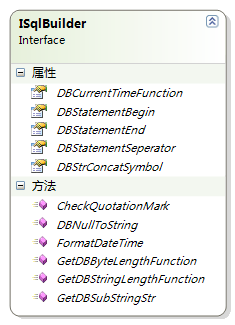 ISqlBuilder
Interface
属性
DBCurrentTimeFunction
DBStatementBegin
DBStatementEnd
DBStatementSeperator
DBStrConcatSymbol
方法
CheckQuotationMark
DBNullToString
FormatDateTime
GetDBByteLengthFunction
GetDBStringLengthFunction
GetDBSubStringStr